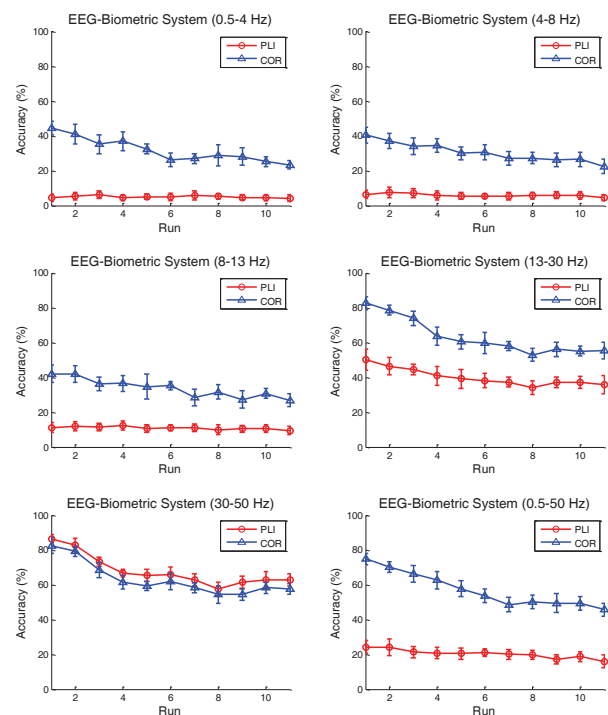 EEG-Biometric System (0.5-4 Hz)
100
80
60
40
20
0
Accuracy (%)
PLI
COR
2
4
6
8
10
Run
EEG-Biometric System (4-8 Hz)
100
80
60
40
20
0
Accuracy (%)
PLI
COR
2
4
6
8
10
Run
EEG-Biometric System (8-13 Hz)
100
80
60
40
20
0
Accuracy (%)
PLI
COR
2
4
6
8
10
Run
EEG-Biometric System (13-30 Hz)
100
80
60
40
20
0
Accuracy (%)
PLI
COR
2
4
6
8
10
Run
EEG-Biometric System (30-50 Hz)
100
80
60
40
20
0
Accuracy (%)
PLI
COR
2
4
6
8
10
Run
EEG-Biometric System (0.5-50 Hz)
100
80
60
40
20
0
Accuracy (%)
PLI
COR
2
4
6
8
10
Run